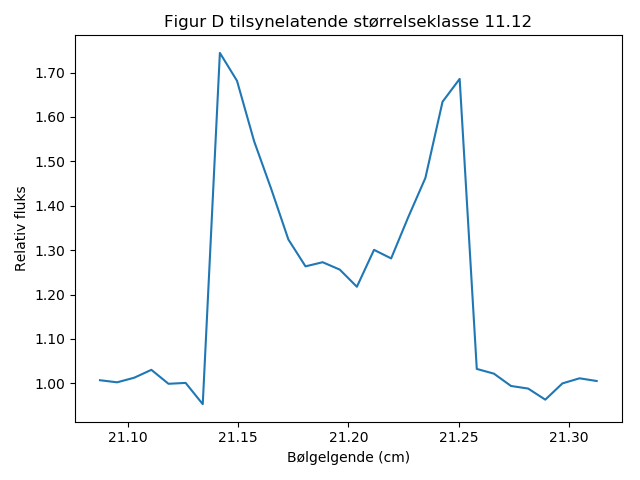 Figur D tilsynelatende størrelseklasse 11.12
1.70
1.60
1.50
1.40
1.30
1.20
1.10
1.00
Relativ fluks
21.10 21.15 21.20 21.25 21.30
Bølgelgende (cm)